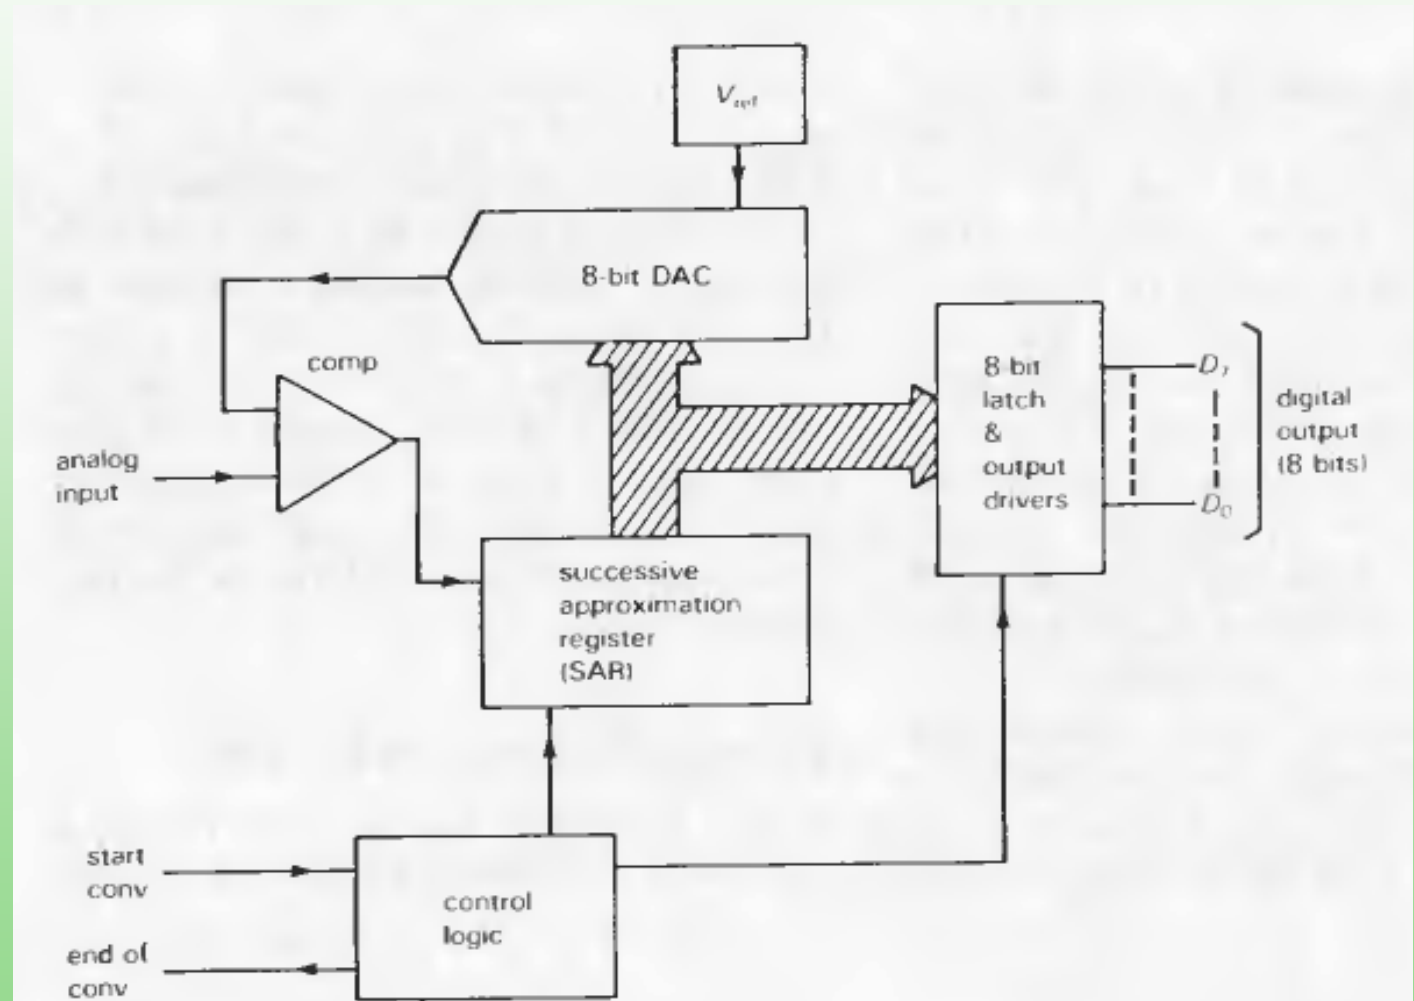 V_ref
8-bit DAC
comp
analog
input
8-bit
latch
&
output
drivers
D_7
D_0
digital
output
(8 bits)
successive
approximation
register
(SAR)
start
conv
control
logic
end of
conv